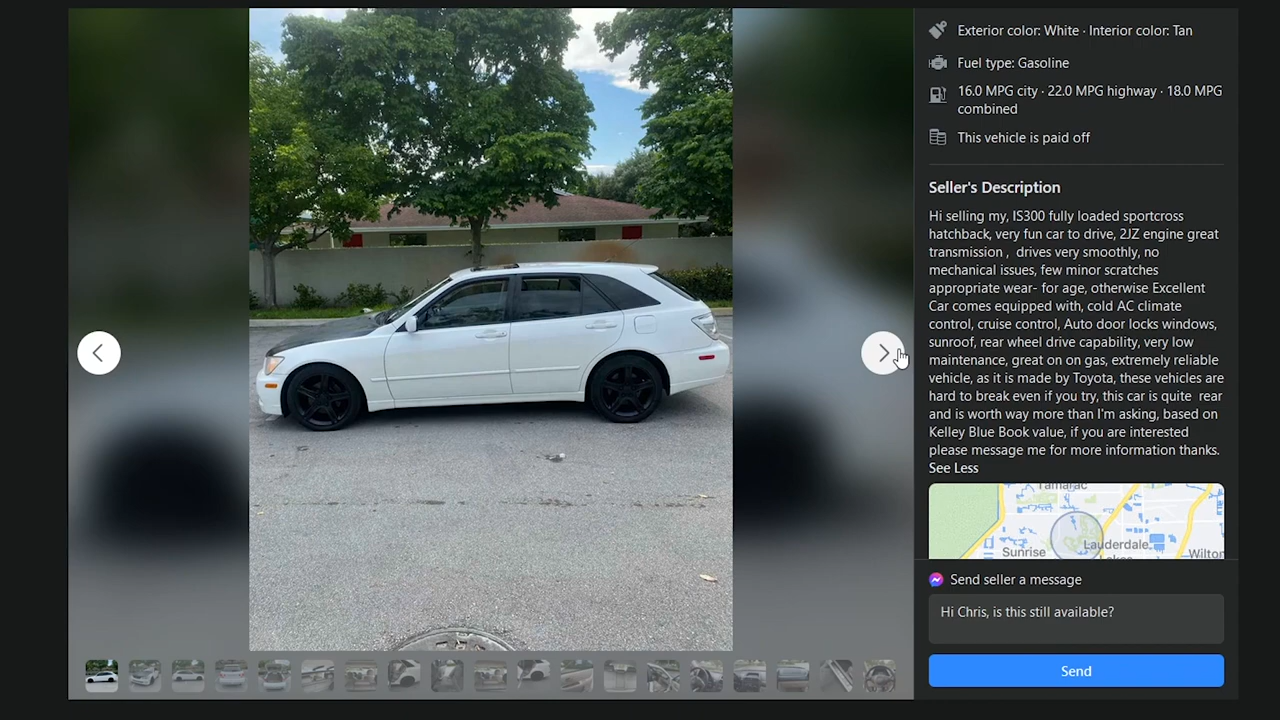 Exterior color: White · Interior color: Tan
Fuel type: Gasoline
16.0 MPG city · 22.0 MPG highway · 18.0 MPG
combined
This vehicle is paid off
Seller's Description
Hi selling my, IS300 fully loaded sportcross
hatchback, very fun car to drive, 2JZ engine great
transmission , drives very smoothly, no
mechanical issues, few minor scratches
appropriate wear- for age, otherwise Excellent
Car comes equipped with, cold AC climate
control, cruise control, Auto door locks windows,
sunroof, rear wheel drive capability, very low
maintenance, great on on gas, extremely reliable
vehicle, as it is made by Toyota, these vehicles are
hard to break even if you try, this car is quite rear
and is worth way more than I'm asking, based on
Kelley Blue Book value, if you are interested
please message me for more information thanks.
See Less
Tamarac
Lauderdale
Sunrise
Lakes
Wilton
Send seller a message
Hi Chris, is this still available?
Send